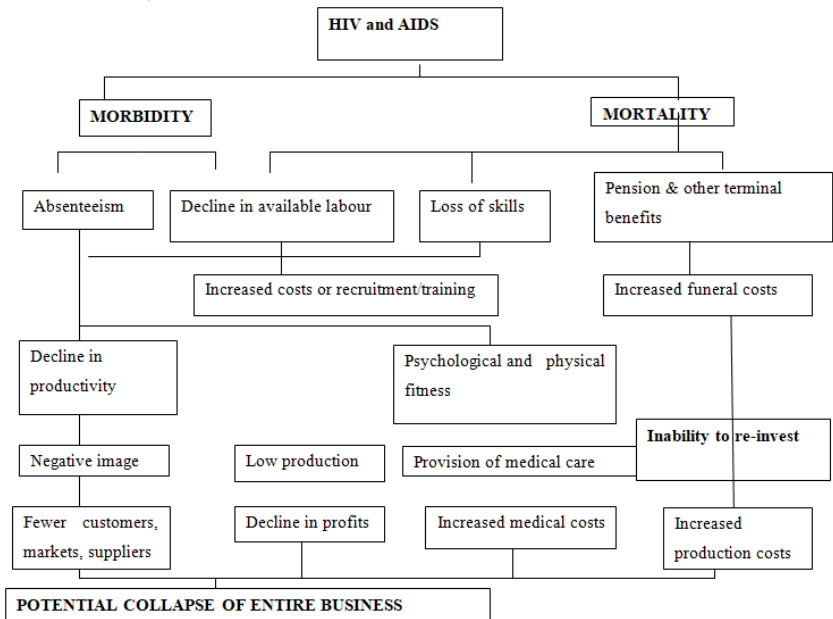 HIV and AIDS
MORBIDITY
MORTALITY
Absenteeism
Decline in available labour
Loss of skills
Pension & other terminal
benefits
Increased costs or recruitment/training
Increased funeral costs
Decline in
productivity
Psychological and physical
fitness
Inability to re-invest
Negative image
Low production
Provision of medical care
Fewer customers,
markets, suppliers
Decline in profits
Increased medical costs
Increased
production costs
POTENTIAL COLLAPSE OF ENTIRE BUSINESS